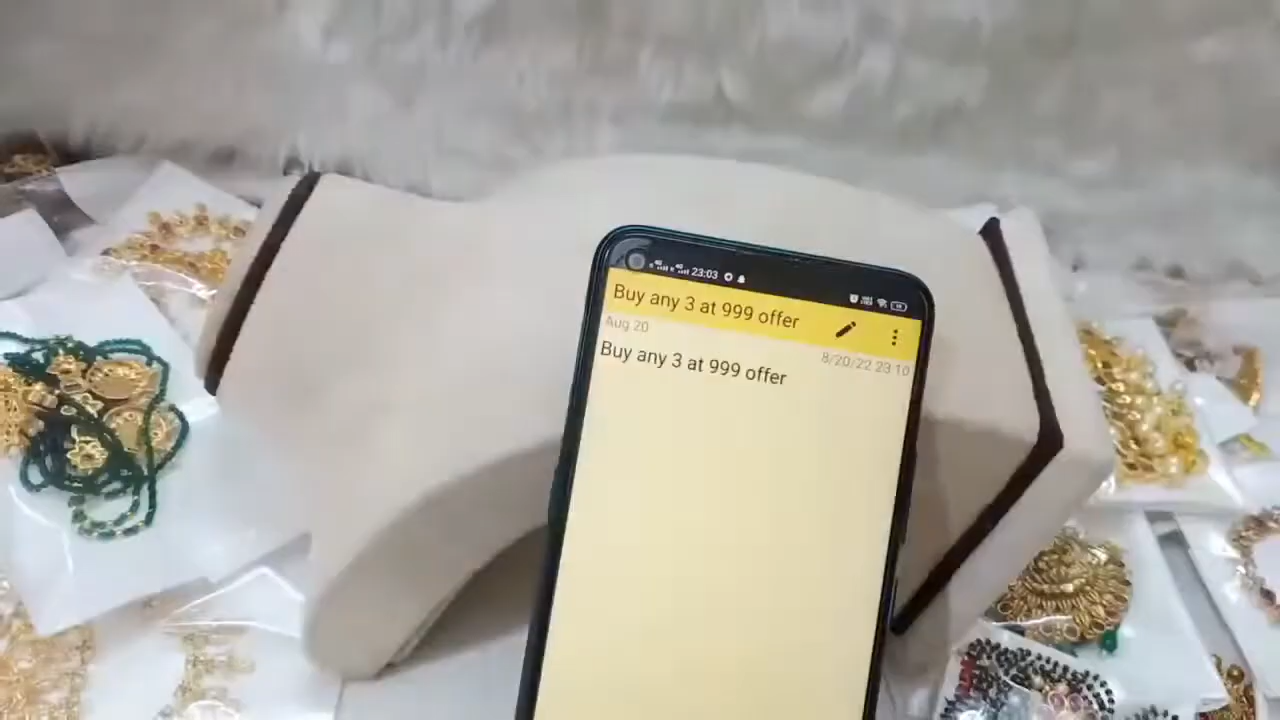 23:03
Buy any 3 at 999 offer
Aug 20
8/20/22 23 10
Buy any 3 at 999 offer